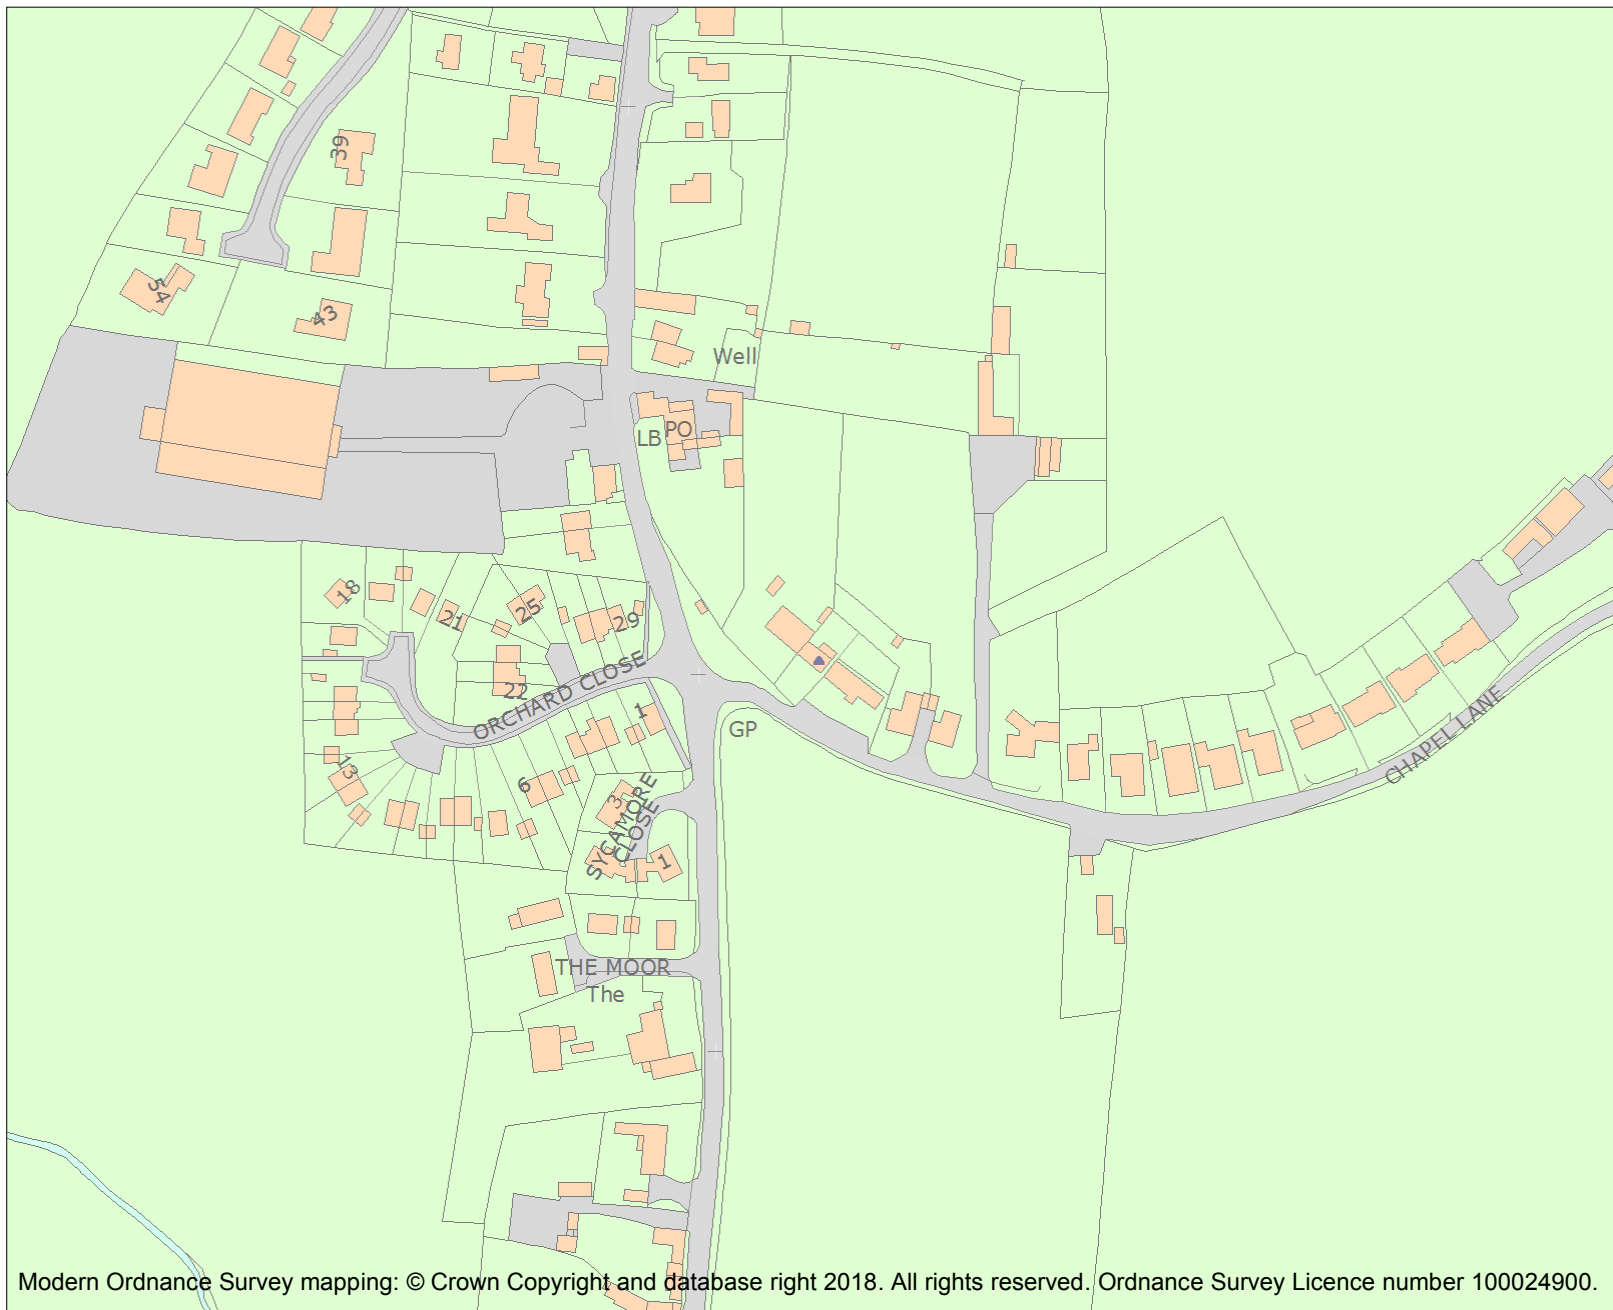 39
54
43
Well
LB
PO
18
21
25
29
22
ORCHARD CLOSE
1
GP
13
6
3
SYCAMORE
CLOSE
1
CHAPEL LANE
THE MOOR
The
Modern Ordnance Survey mapping: © Crown Copyright and database right 2018. All rights reserved. Ordnance Survey Licence number 100024900.